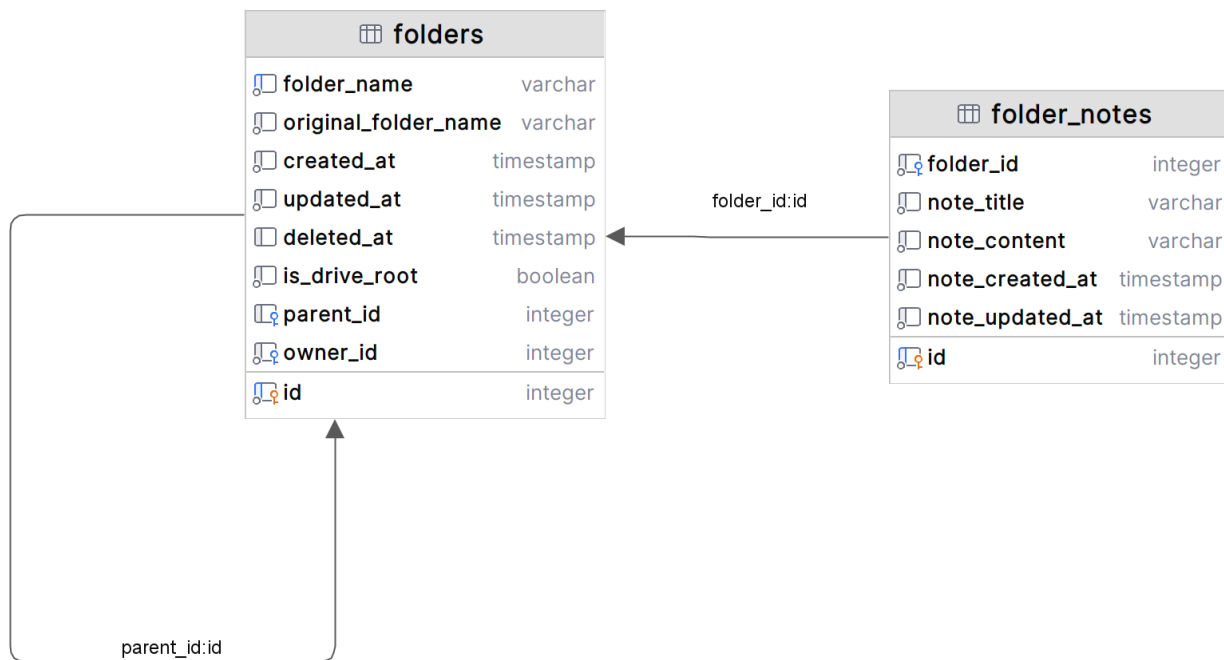 folders
folder_name varchar
original_folder_name varchar
created_at timestamp
updated_at timestamp
deleted_at timestamp
is_drive_root boolean
parent_id integer
owner_id integer
id integer
folder_notes
folder_id integer
note_title varchar
note_content varchar
note_created_at timestamp
note_updated_at timestamp
id integer
folder_id:id
parent_id:id